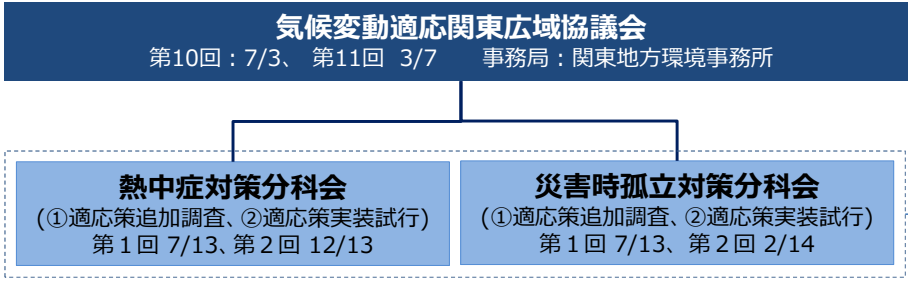 気候変動適応関東広域協議会
第10回：7/3、 第11回 3/7　　事務局：関東地方環境事務所
熱中症対策分科会
(①適応策追加調査、②適応策実装試行)
第１回 7/13、第２回 12/13
災害時孤立対策分科会
(①適応策追加調査、②適応策実装試行)
第１回 7/13、 第２回 2/14